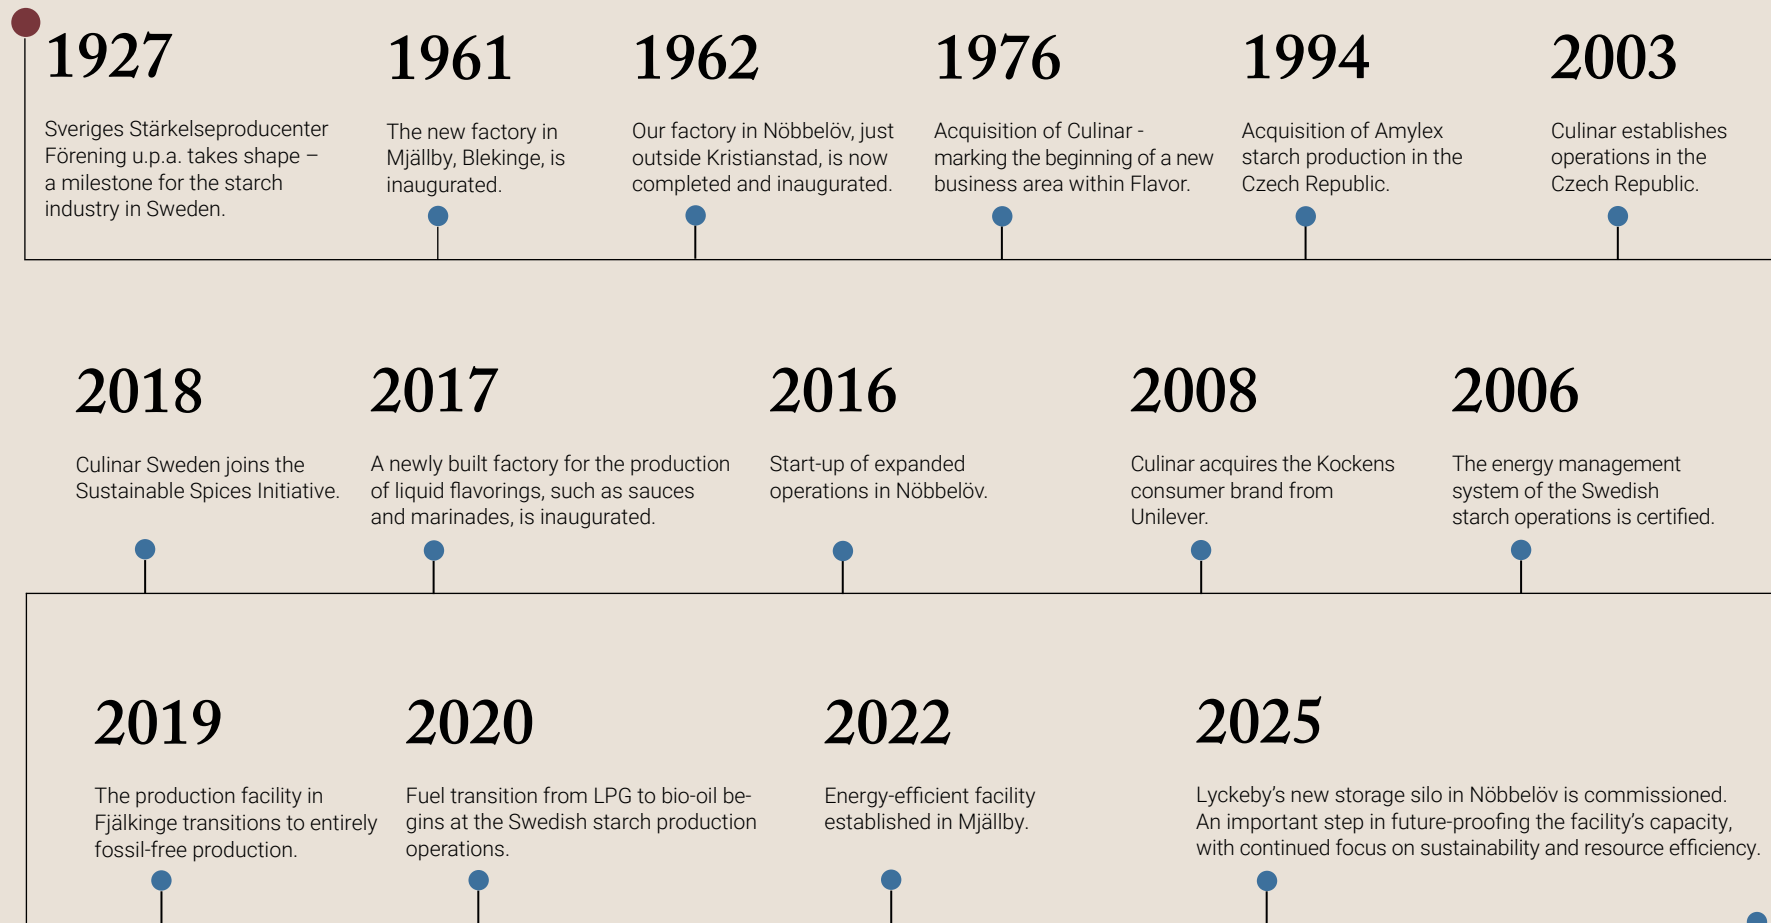 1927
Sveriges Stärkelseproducenter
Förening u.p.a. takes shape –
a milestone for the starch
industry in Sweden.
1961
The new factory in
Mjällby, Blekinge, is
inaugurated.
1962
Our factory in Nöbbelöv, just
outside Kristianstad, is now
completed and inaugurated.
1976
Acquisition of Culinar -
marking the beginning of a new
business area within Flavor.
1994
Acquisition of Amylex
starch production in the
Czech Republic.
2003
Culinar establishes
operations in the
Czech Republic.
2018
Culinar Sweden joins the
Sustainable Spices Initiative.
2017
A newly built factory for the production
of liquid flavorings, such as sauces
and marinades, is inaugurated.
2016
Start-up of expanded
operations in Nöbbelöv.
2008
Culinar acquires the Kockens
consumer brand from
Unilever.
2006
The energy management
system of the Swedish
starch operations is certified.
2019
The production facility in
Fjälkinge transitions to entirely
fossil-free production.
2020
Fuel transition from LPG to bio-oil be-
gins at the Swedish starch production
operations.
2022
Energy-efficient facility
established in Mjällby.
2025
Lyckeby’s new storage silo in Nöbbelöv is commissioned.
An important step in future-proofing the facility’s capacity,
with continued focus on sustainability and resource efficiency.